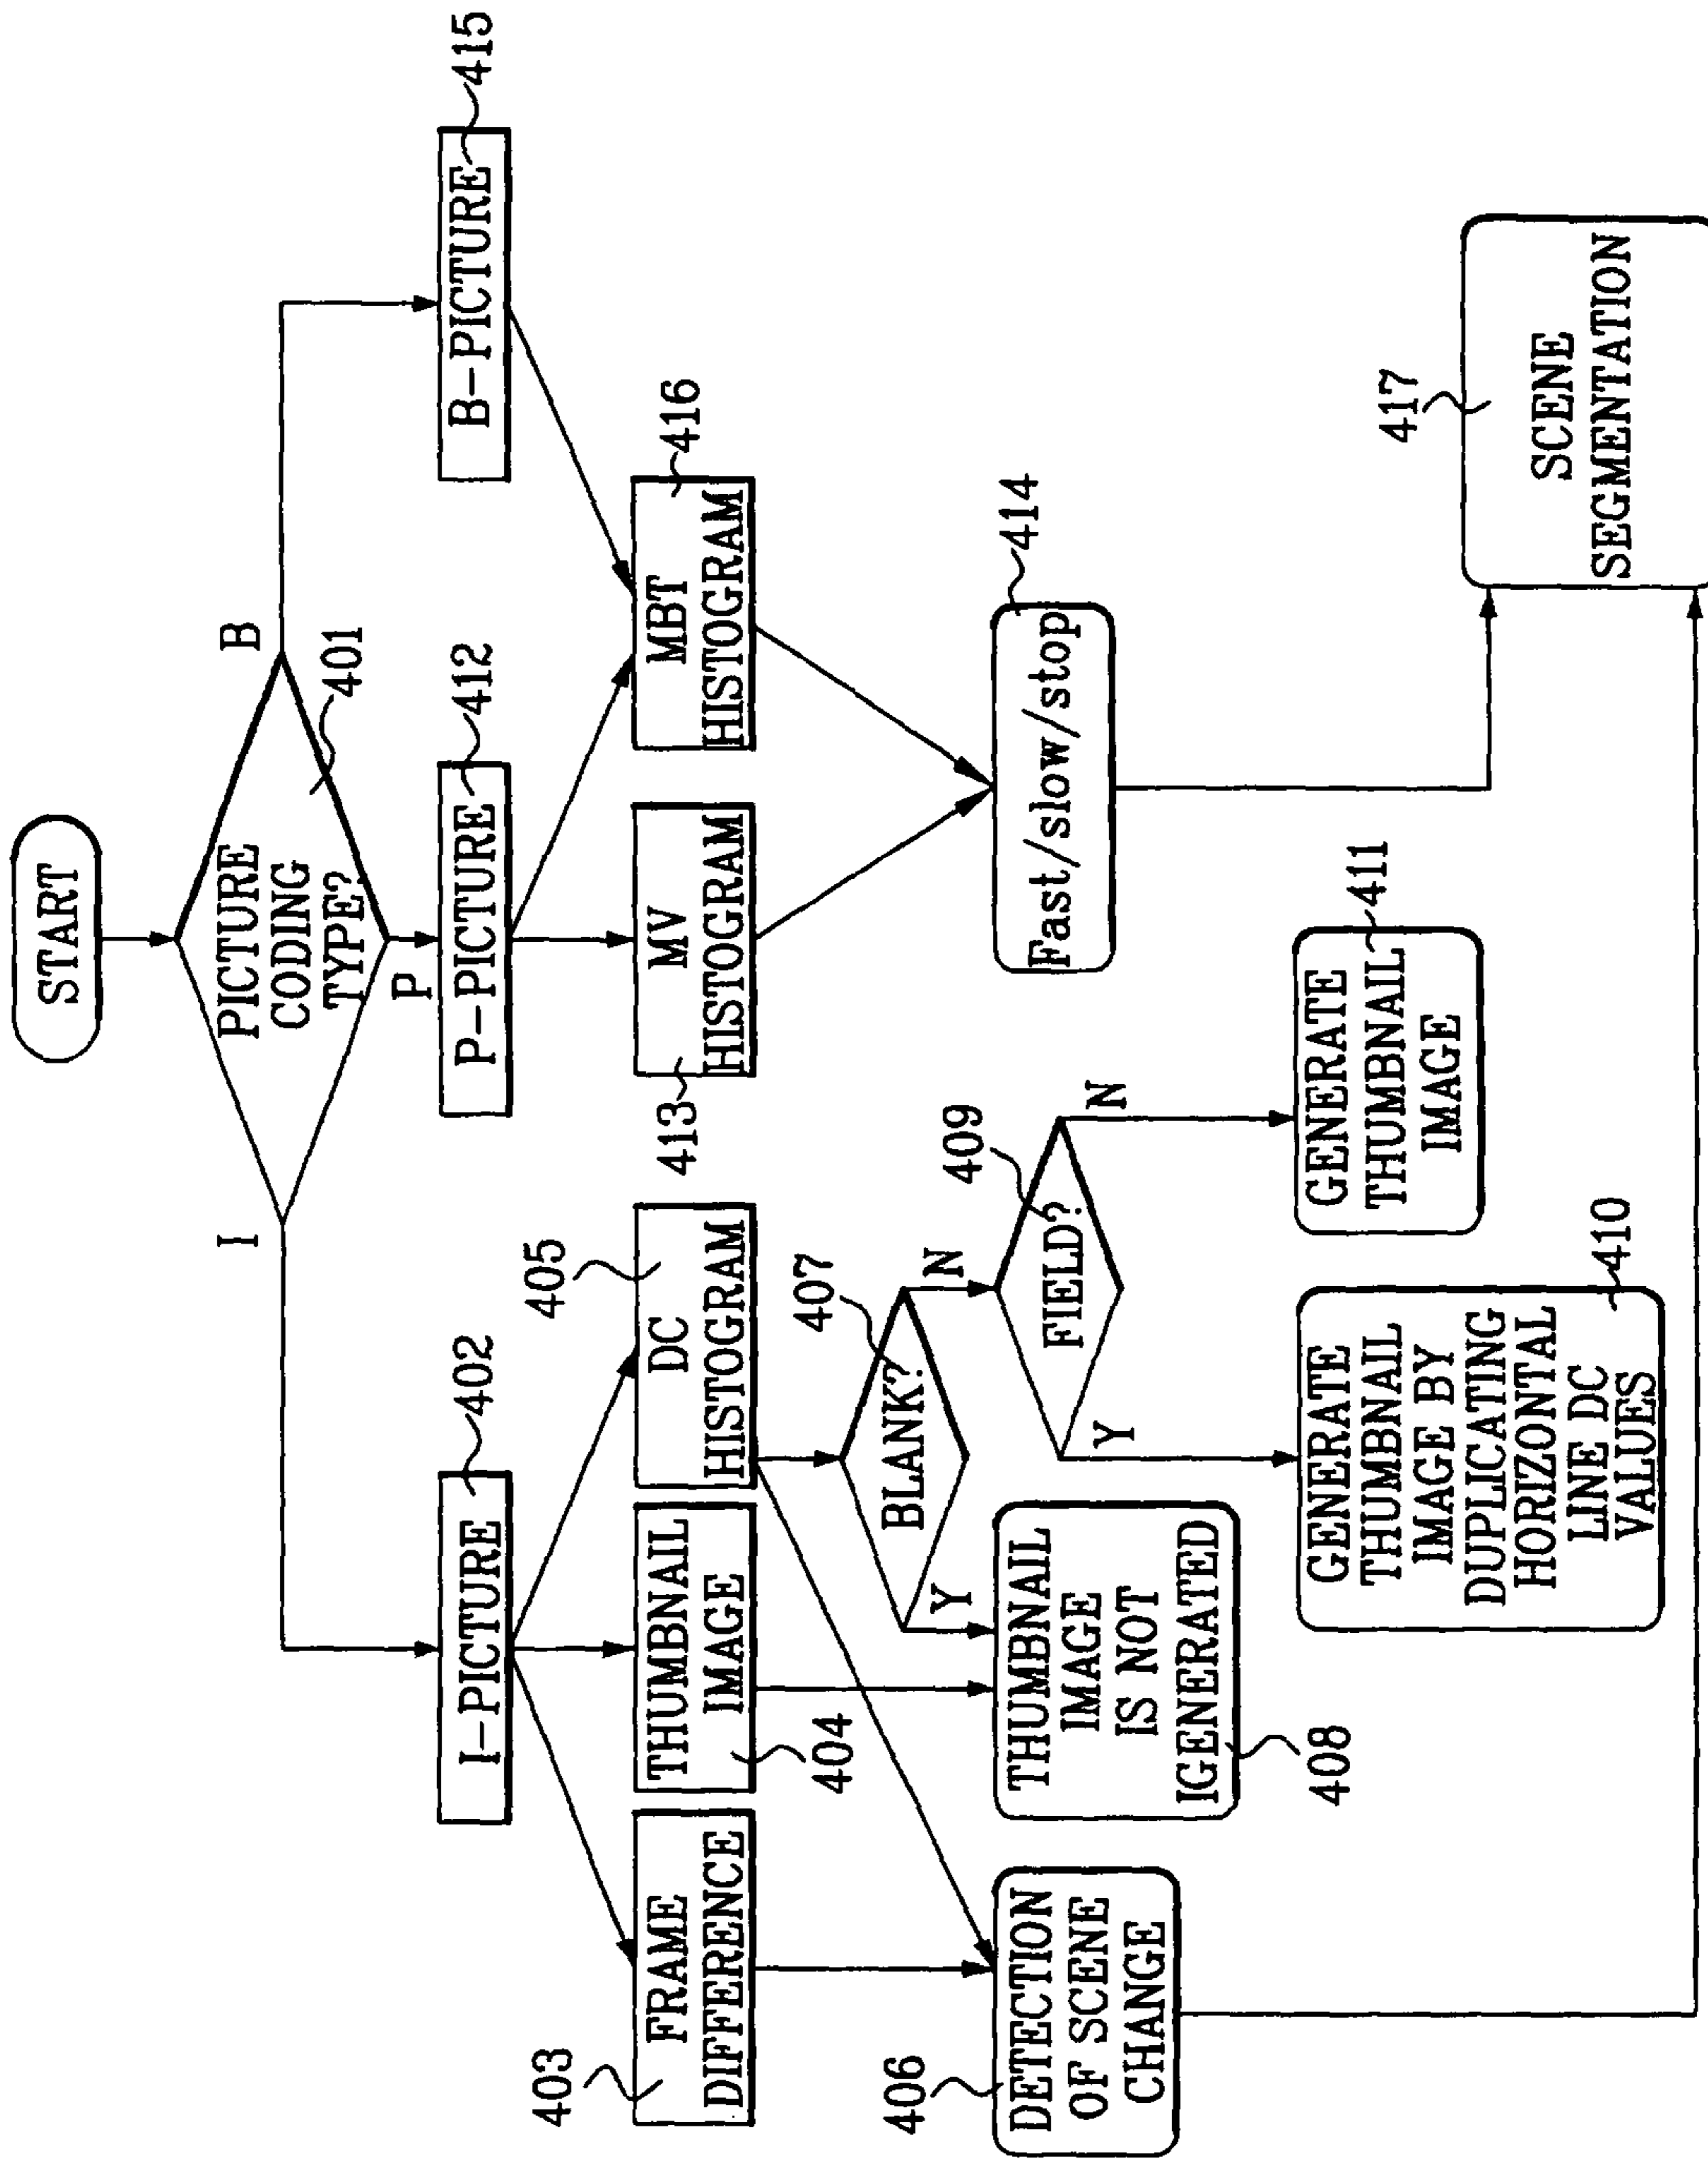 START
PICTURE
CODING
TYPE?
401
I
P
B
I-PICTURE
402
P-PICTURE
412
B-PICTURE
415
403
FRAME
DIFFERENCE
THUMBNAIL
IMAGE
404
405
DC
HISTOGRAM
413
MV
HISTOGRAM
MBT
HISTOGRAM
416
407
BLANK?
Y
N
406
DETECTION
OF SCENE
CHANGE
THUMBNAIL
IMAGE
IS NOT
IGENERATED
408
409
FIELD?
Y
N
Fast/slow/stop
414
GENERATE
THUMBNAIL
IMAGE BY
DUPLICATING
HORIZONTAL
LINE DC
VALUES
410
GENERATE
THUMBNAIL
IMAGE
411
417
SCENE
SEGMENTATION